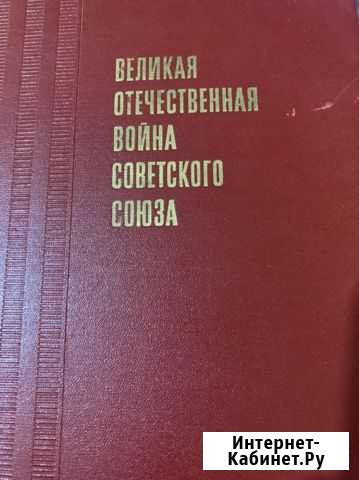 ВЕЛИКАЯ
ОТЕЧЕСТВЕННАЯ
ВОЙНА
СОВЕТСКОГО
СОЮЗА
Интернет-
Кабинет.Ру